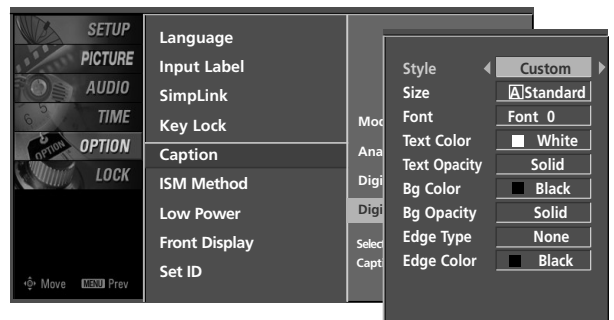 SETUP
PICTURE
AUDIO
TIME
OPTION
LOCK
Move MENU Prev
Language
Input Label
SimpLink
Key Lock
Caption
ISM Method
Low Power
Front Display
Set ID
Style Custom
Size A Standard
Font Font 0
Text Color White
Text Opacity Solid
Bg Color Black
Bg Opacity Solid
Edge Type None
Edge Color Black